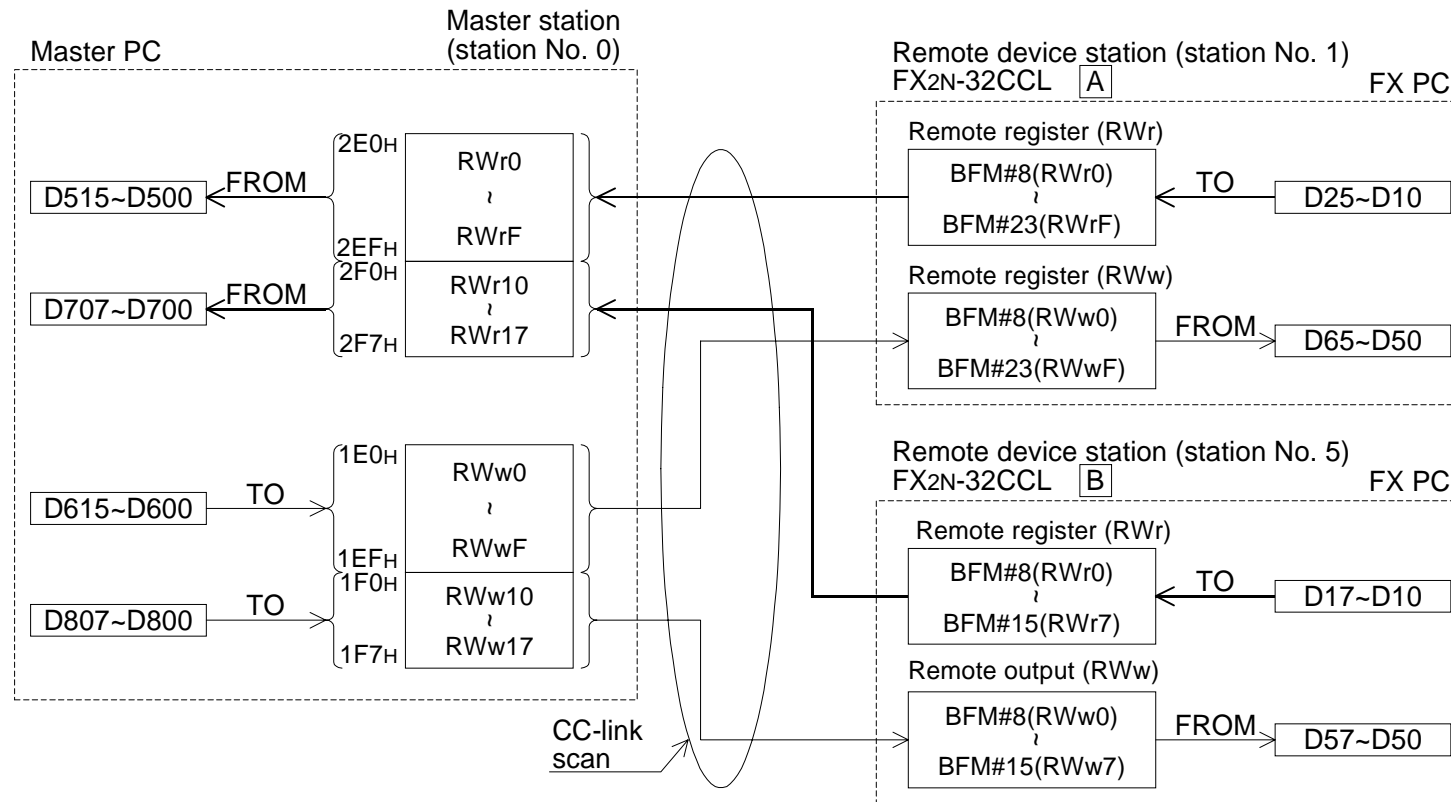 Master PC
Master station
(station No. 0)
2E0H
RWr0
~
RWrF
2EFH
D515~D500
FROM
2F0H
RWr10
~
RWr17
2F7H
D707~D700
FROM
1E0H
RWw0
~
RWwF
1EFH
D615~D600
TO
1F0H
RWw10
~
RWw17
1F7H
D807~D800
TO
CC-link
scan
Remote device station (station No. 1)
FX2N-32CCL A
FX PC
Remote register (RWr)
BFM#8(RWr0)
~
BFM#23(RWrF)
TO
D25~D10
Remote register (RWw)
BFM#8(RWw0)
~
BFM#23(RWwF)
FROM
D65~D50
Remote device station (station No. 5)
FX2N-32CCL B
FX PC
Remote register (RWr)
BFM#8(RWr0)
~
BFM#15(RWr7)
TO
D17~D10
Remote output (RWw)
BFM#8(RWw0)
~
BFM#15(RWw7)
FROM
D57~D50